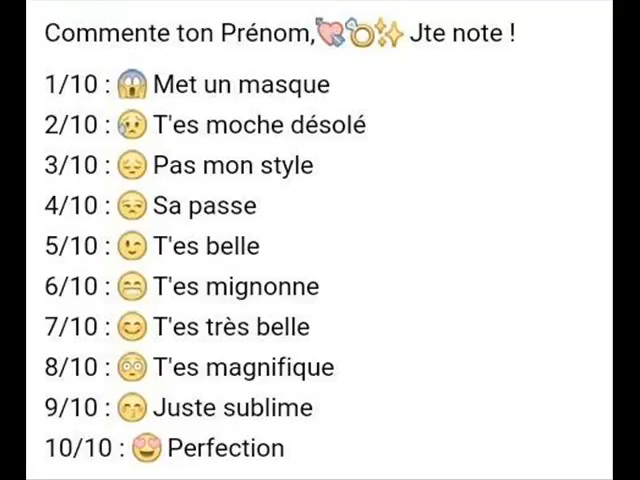 Commente ton Prénom,💘💍✨ Jte note !
1/10 : 😱 Met un masque
2/10 : 😢 T'es moche désolé
3/10 : 😔 Pas mon style
4/10 : 😒 Sa passe
5/10 : 😉 T'es belle
6/10 : 😁 T'es mignonne
7/10 : 😊 T'es très belle
8/10 : 😳 T'es magnifique
9/10 : 😙 Juste sublime
10/10 : 😍 Perfection